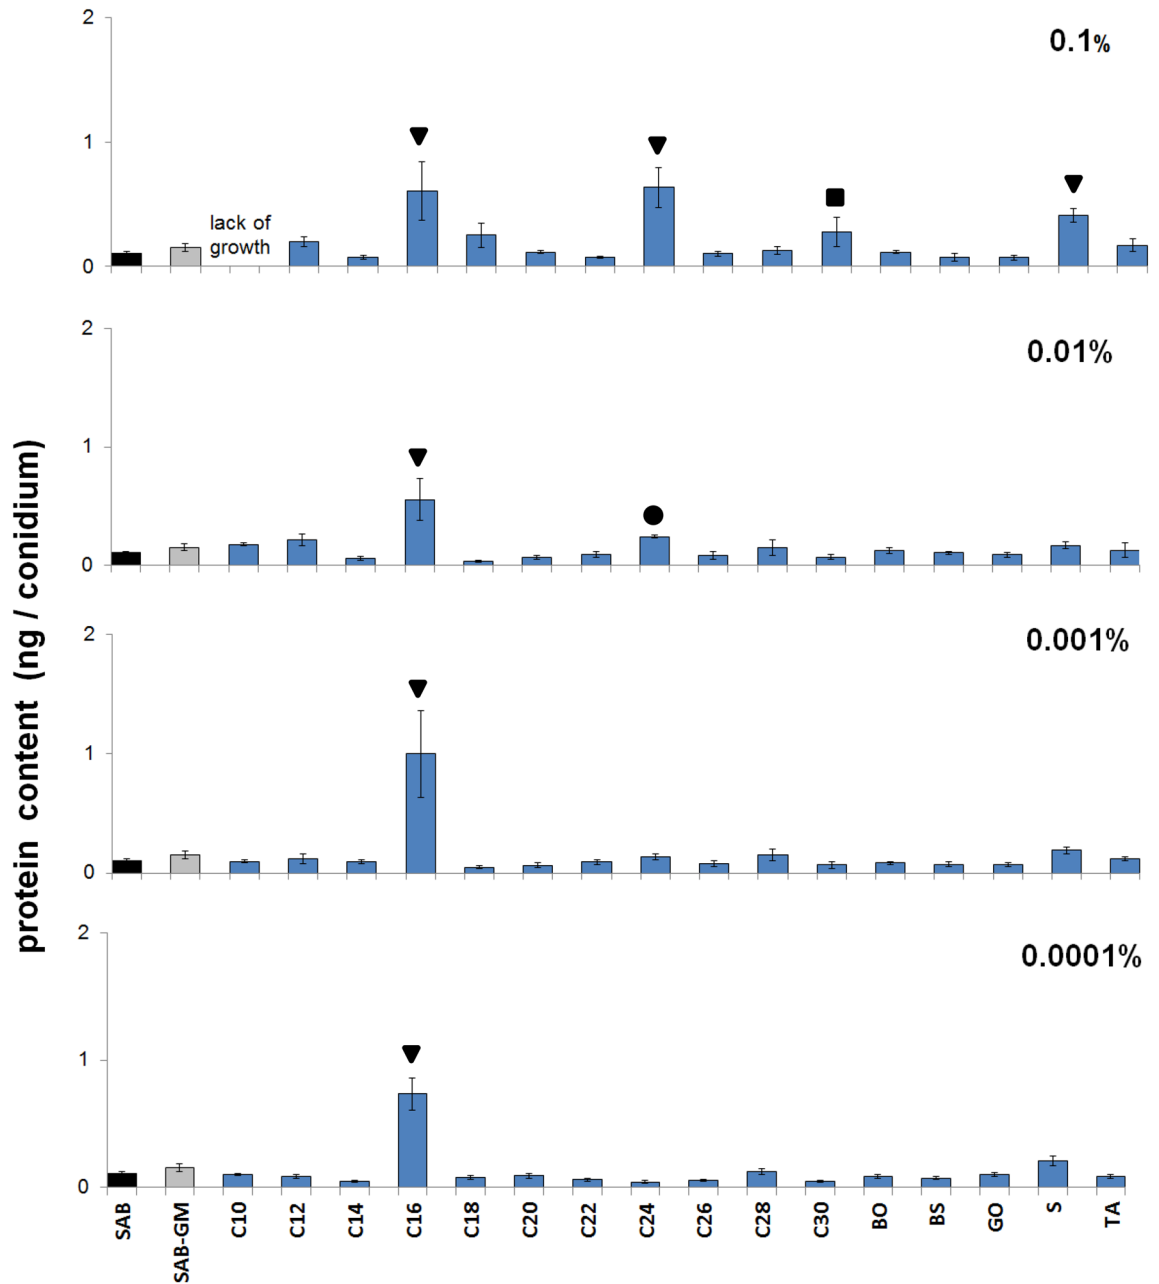 2
0.1%
1
lack of
growth
0
2
0.01%
1
0
protein content (ng / conidium)
2
0.001%
1
0
2
0.0001%
1
0
SAB
SAB-GM
C10
C12
C14
C16
C18
C20
C22
C24
C26
C28
C30
BO
BS
GO
S
TA